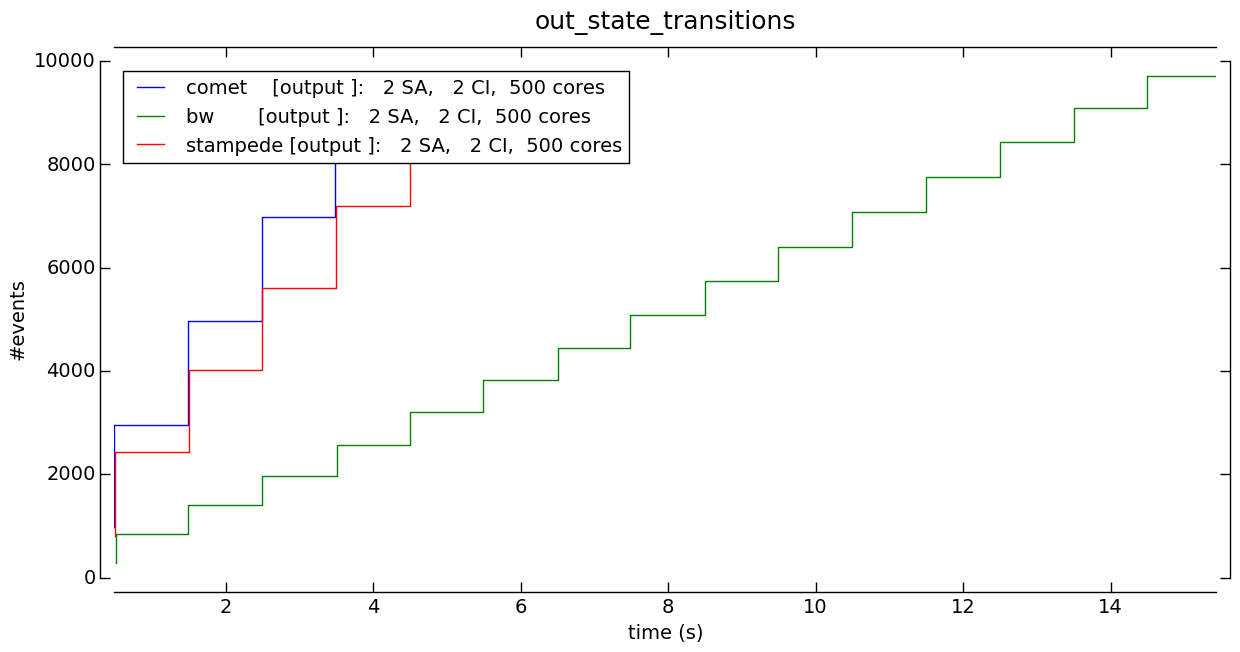 out_state_transitions
10000
8000
6000
4000
2000
0
#events
comet [output ]: 2 SA, 2 CI, 500 cores
bw [output ]: 2 SA, 2 CI, 500 cores
stampede [output ]: 2 SA, 2 CI, 500 cores
2 4 6 8 10 12 14
time (s)